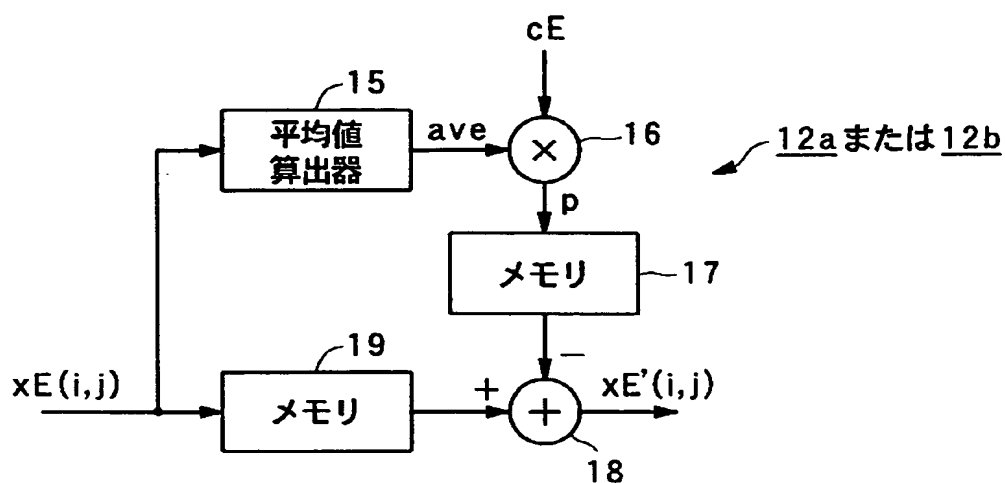 cE
15
平均値
算出器
ave
×
16
12aまたは12b
p
メモリ
17
19
xE(i,j)
メモリ
+
−
+
xE'(i,j)
18